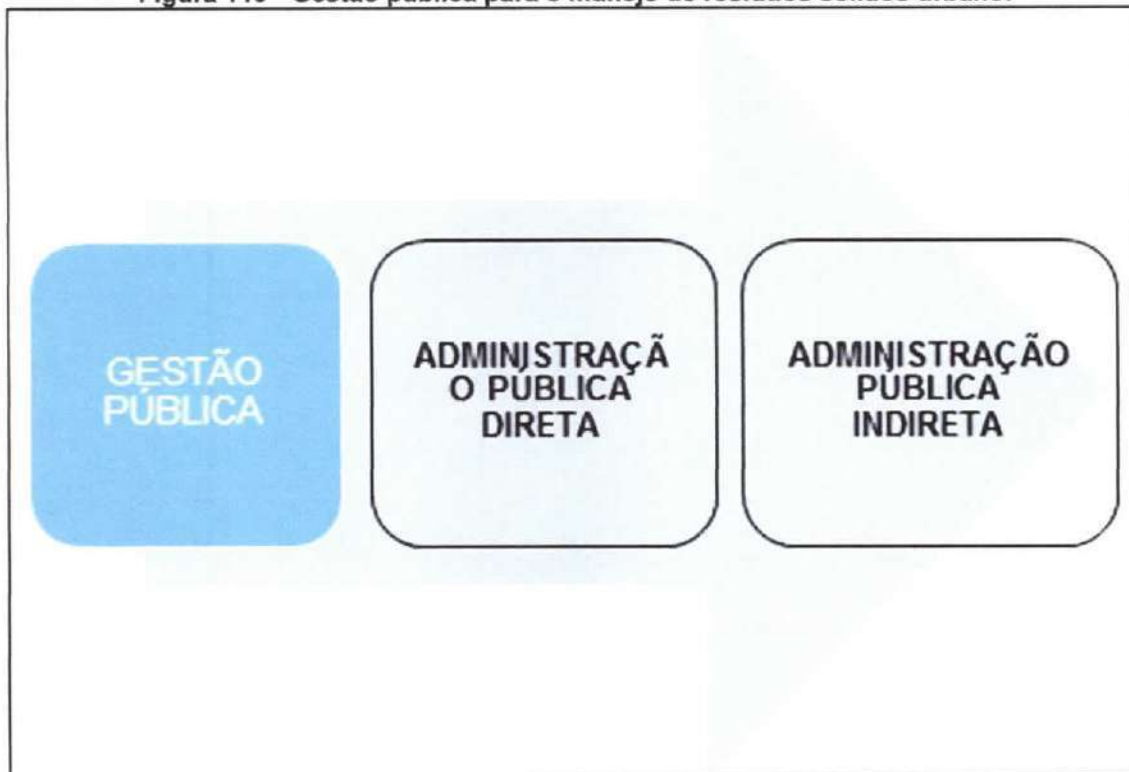 GESTÃO
PÚBLICA
ADMINISTRAÇÃ
O PÚBLICA
DIRETA
ADMINISTRAÇÃO
PÚBLICA
INDIRETA